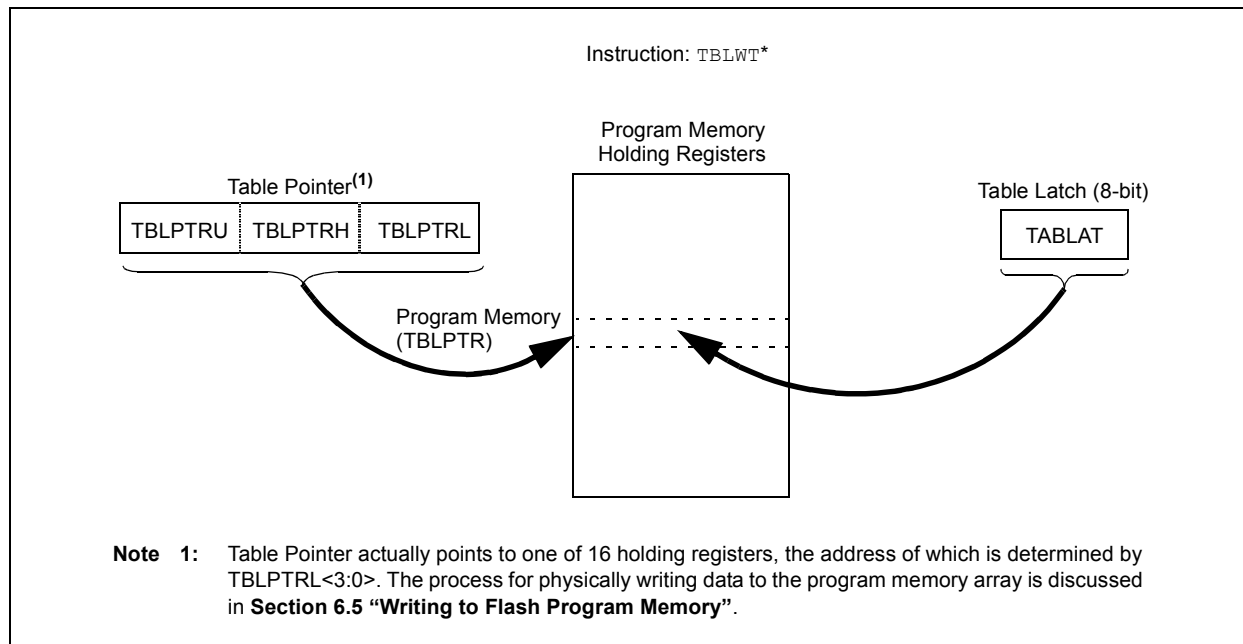 Instruction: TBLWT*
Program Memory
Holding Registers
Table Pointer(1)
Table Latch (8-bit)
TBLPTRU TBLPTRH TBLPTRL
TABLAT
Program Memory
(TBLPTR)
Note 1: Table Pointer actually points to one of 16 holding registers, the address of which is determined by
TBLPTRL<3:0>. The process for physically writing data to the program memory array is discussed
in Section 6.5 “Writing to Flash Program Memory”.